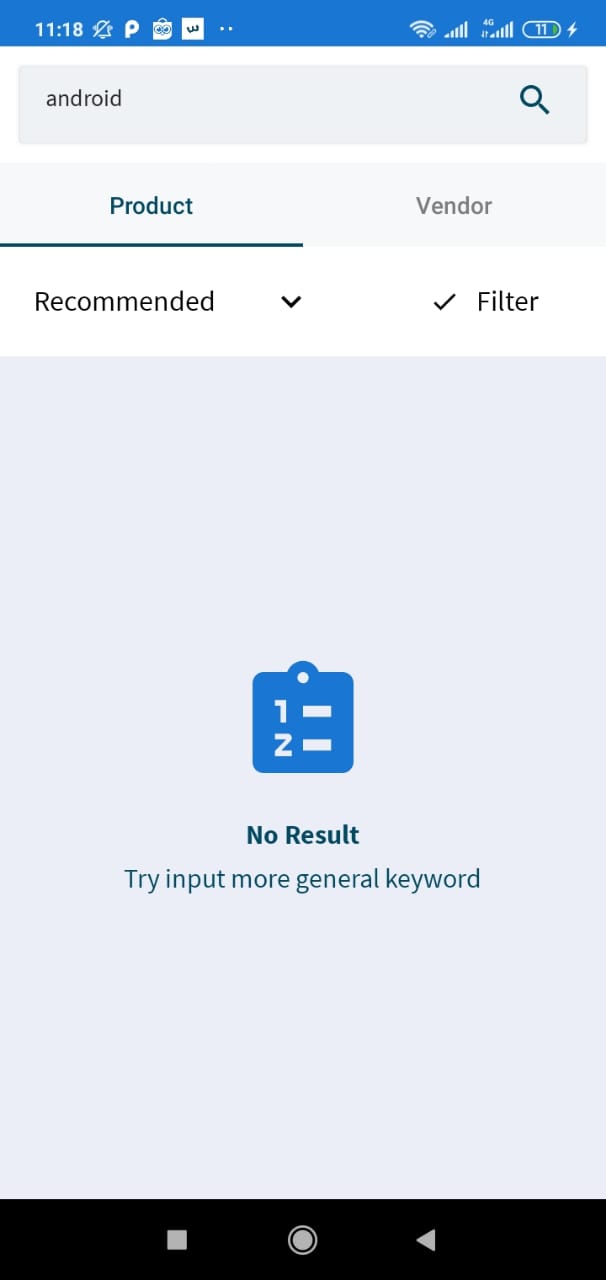 11:18
4G
11
android
Product Vendor
Recommended Filter
1
2
No Result
Try input more general keyword